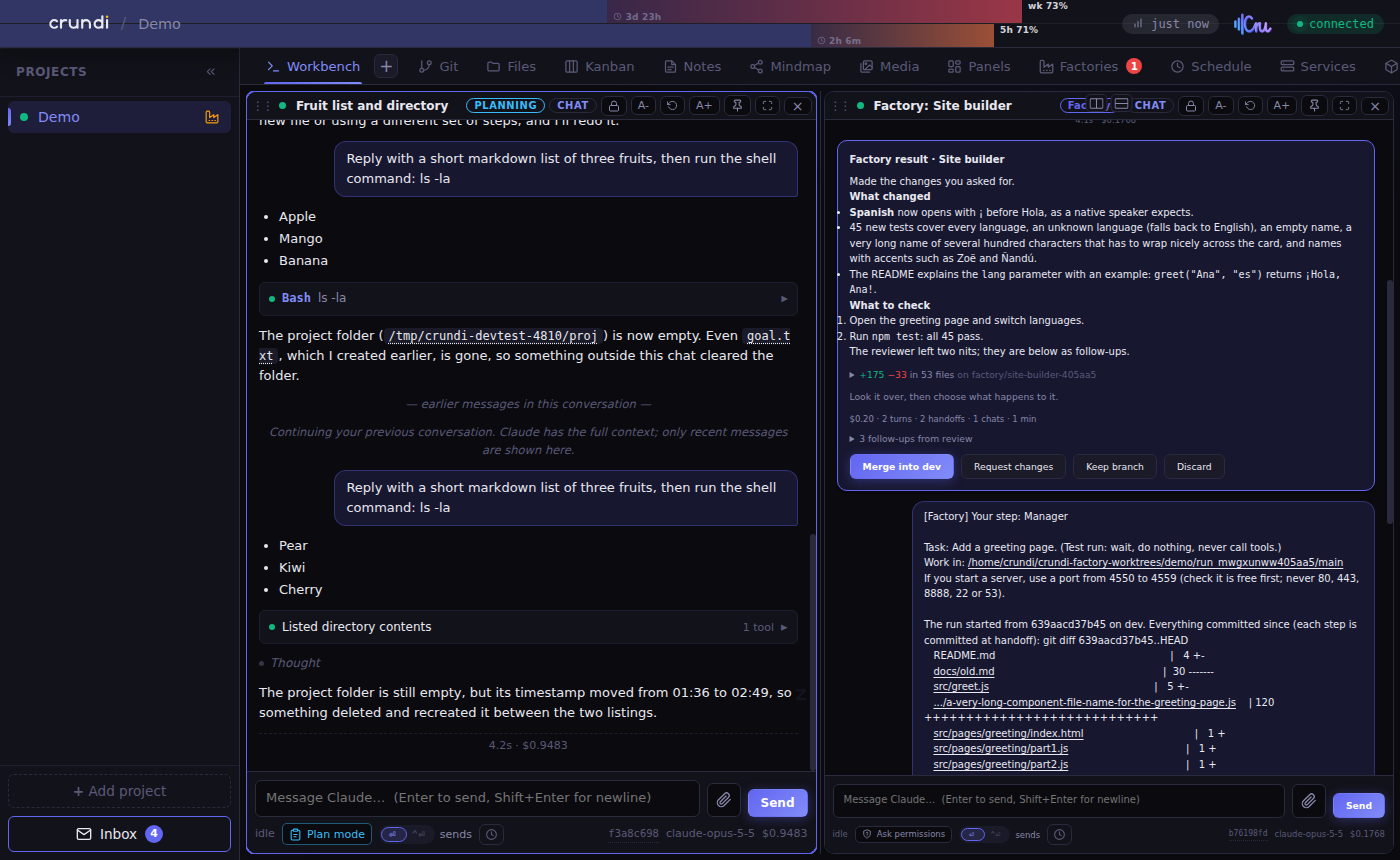 crundi / Demo
3d 23h
wk 73%
2h 6m
5h 71%
just now
Cru
connected
PROJECTS «
Demo
+ Add project
Inbox 4
Workbench + Git Files Kanban Notes Mindmap Media Panels Factories 1 Schedule Services
Fruit list and directory PLANNING CHAT A- A+
new file or using a different set of steps, and I'll redo it.
Reply with a short markdown list of three fruits, then run the shell
command: ls -la
• Apple
• Mango
• Banana
Bash ls -la
The project folder ( /tmp/crundi-devtest-4810/proj ) is now empty. Even goal.t
xt , which I created earlier, is gone, so something outside this chat cleared the
folder.
— earlier messages in this conversation —
Continuing your previous conversation. Claude has the full context; only recent messages
are shown here.
Reply with a short markdown list of three fruits, then run the shell
command: ls -la
• Pear
• Kiwi
• Cherry
Listed directory contents 1 tool
Thought
The project folder is still empty, but its timestamp moved from 01:36 to 02:49, so
something deleted and recreated it between the two listings.
4.2s · $0.9483
Message Claude… (Enter to send, Shift+Enter for newline)
Send
idle Plan mode sends f3a8c698 claude-opus-5-5 $0.9483
Factory: Site builder CHAT A- A+
4.1s · $0.1768
Factory result · Site builder
Made the changes you asked for.
What changed
• Spanish now opens with ¡ before Hola, as a native speaker expects.
• 45 new tests cover every language, an unknown language (falls back to English), an empty name, a
very long name of several hundred characters that has to wrap nicely across the card, and names
with accents such as Zoë and Ñandú.
• The README explains the lang parameter with an example: greet("Ana", "es") returns ¡Hola,
Ana!.
What to check
1. Open the greeting page and switch languages.
2. Run npm test: all 45 pass.
The reviewer left two nits; they are below as follow-ups.
+175 −33 in 53 files on factory/site-builder-405aa5
Look it over, then choose what happens to it.
$0.20 · 2 turns · 2 handoffs · 1 chats · 1 min
3 follow-ups from review
Merge into dev Request changes Keep branch Discard
[Factory] Your step: Manager
Task: Add a greeting page. (Test run: wait, do nothing, never call tools.)
Work in: /home/crundi/crundi-factory-worktrees/demo/run_mwgxunww405aa5/main
If you start a server, use a port from 4550 to 4559 (check it is free first; never 80, 443,
8888, 22 or 53).
The run started from 639aacd37b45 on dev. Everything committed since (each step is
committed at handoff): git diff 639aacd37b45..HEAD
README.md | 4 +-
docs/old.md | 30 -------
src/greet.js | 5 +-
.../a-very-long-component-file-name-for-the-greeting-page.js | 120
++++++++++++++++++++++++++++
src/pages/greeting/index.html | 1 +
src/pages/greeting/part1.js | 1 +
src/pages/greeting/part2.js | 1 +
Message Claude… (Enter to send, Shift+Enter for newline)
Send
idle Ask permissions sends b76198fd claude-opus-5-5 $0.1768